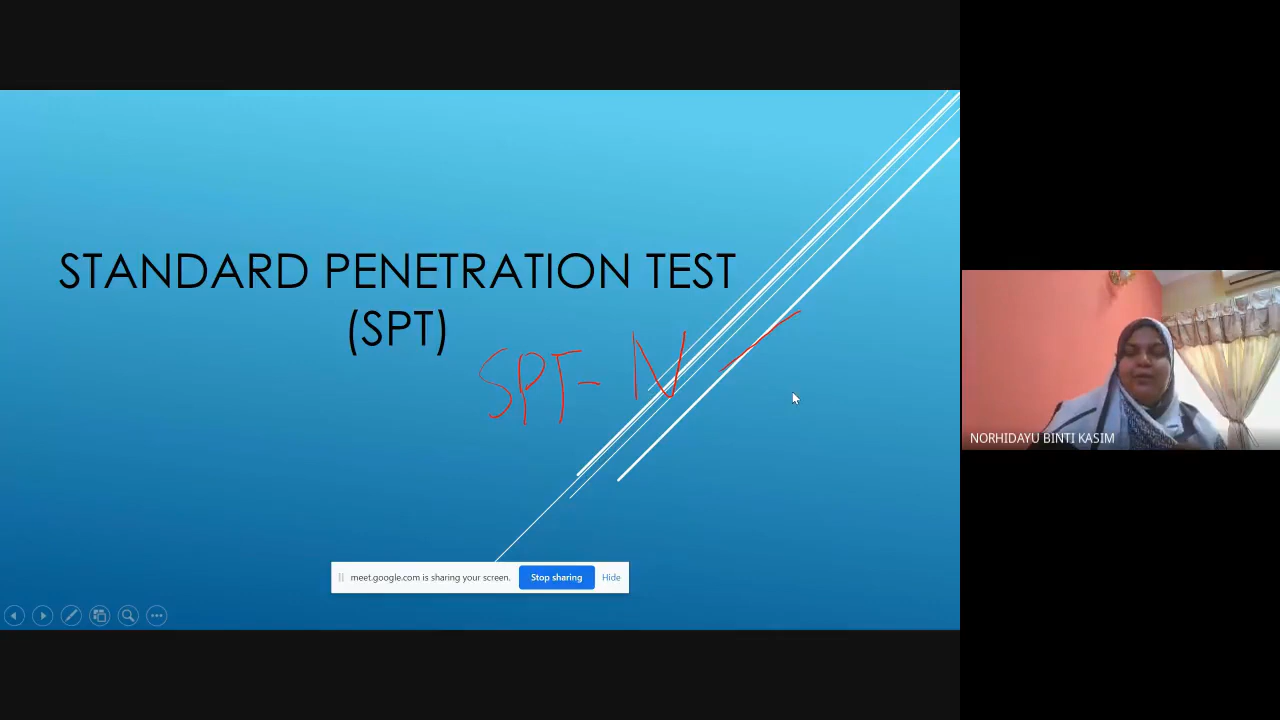 STANDARD PENETRATION TEST
(SPT)
SPT- N
NORHIDAYU BINTI KASIM
meet.google.com is sharing your screen. Stop sharing Hide